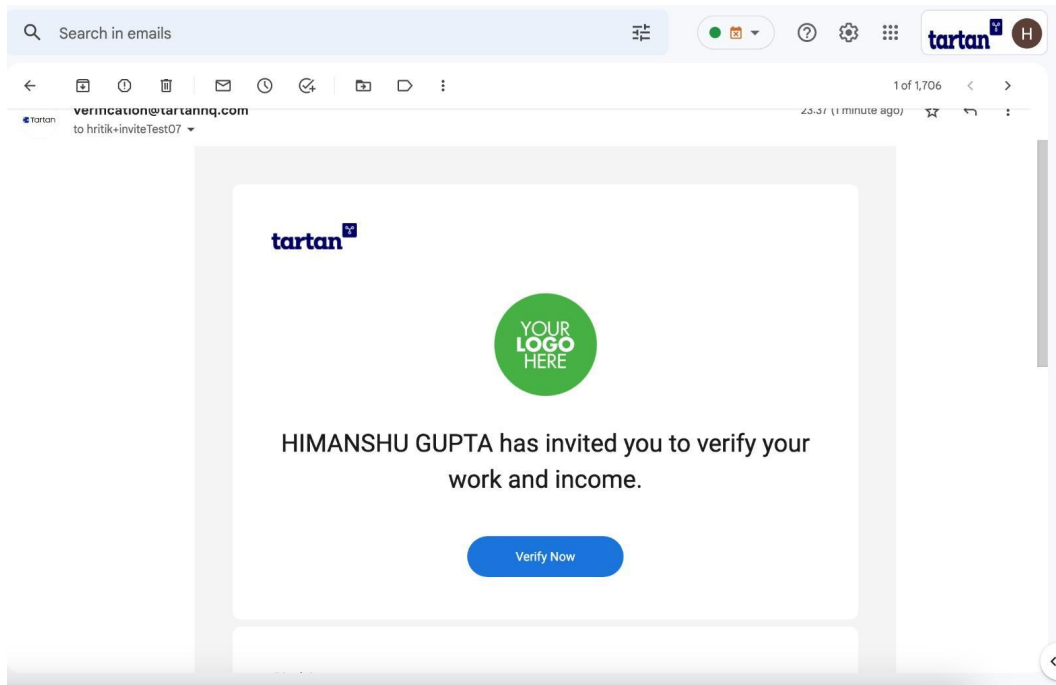 Search in emails
tartan
H
1 of 1,706
Tartan
verification@tartanhq.com
23:37 (1 minute ago)
to hritik+inviteTest07
tartan
YOUR
LOGO
HERE
HIMANSHU GUPTA has invited you to verify your
work and income.
Verify Now